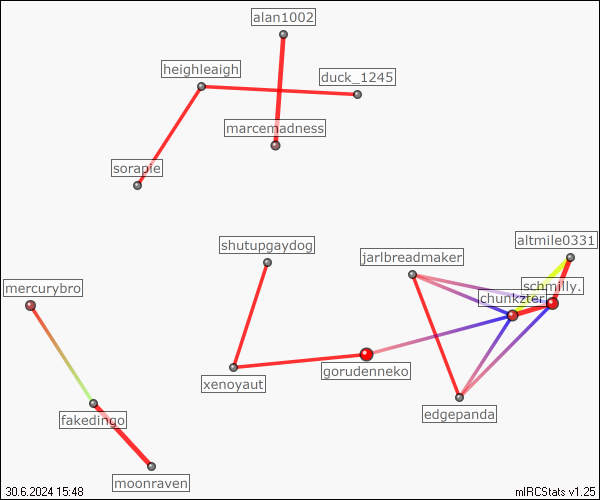 alan1002
heighleaigh
duck_1245
marcemadness
sorapie
shutupgaydog
altmile0331
jarlbreadmaker
mercurybro
schmilly.
chunkzter
gorudenneko
xenoyaut
edgepanda
fakedingo
moonraven
30.6.2024 15:48
mIRCStats v1.25